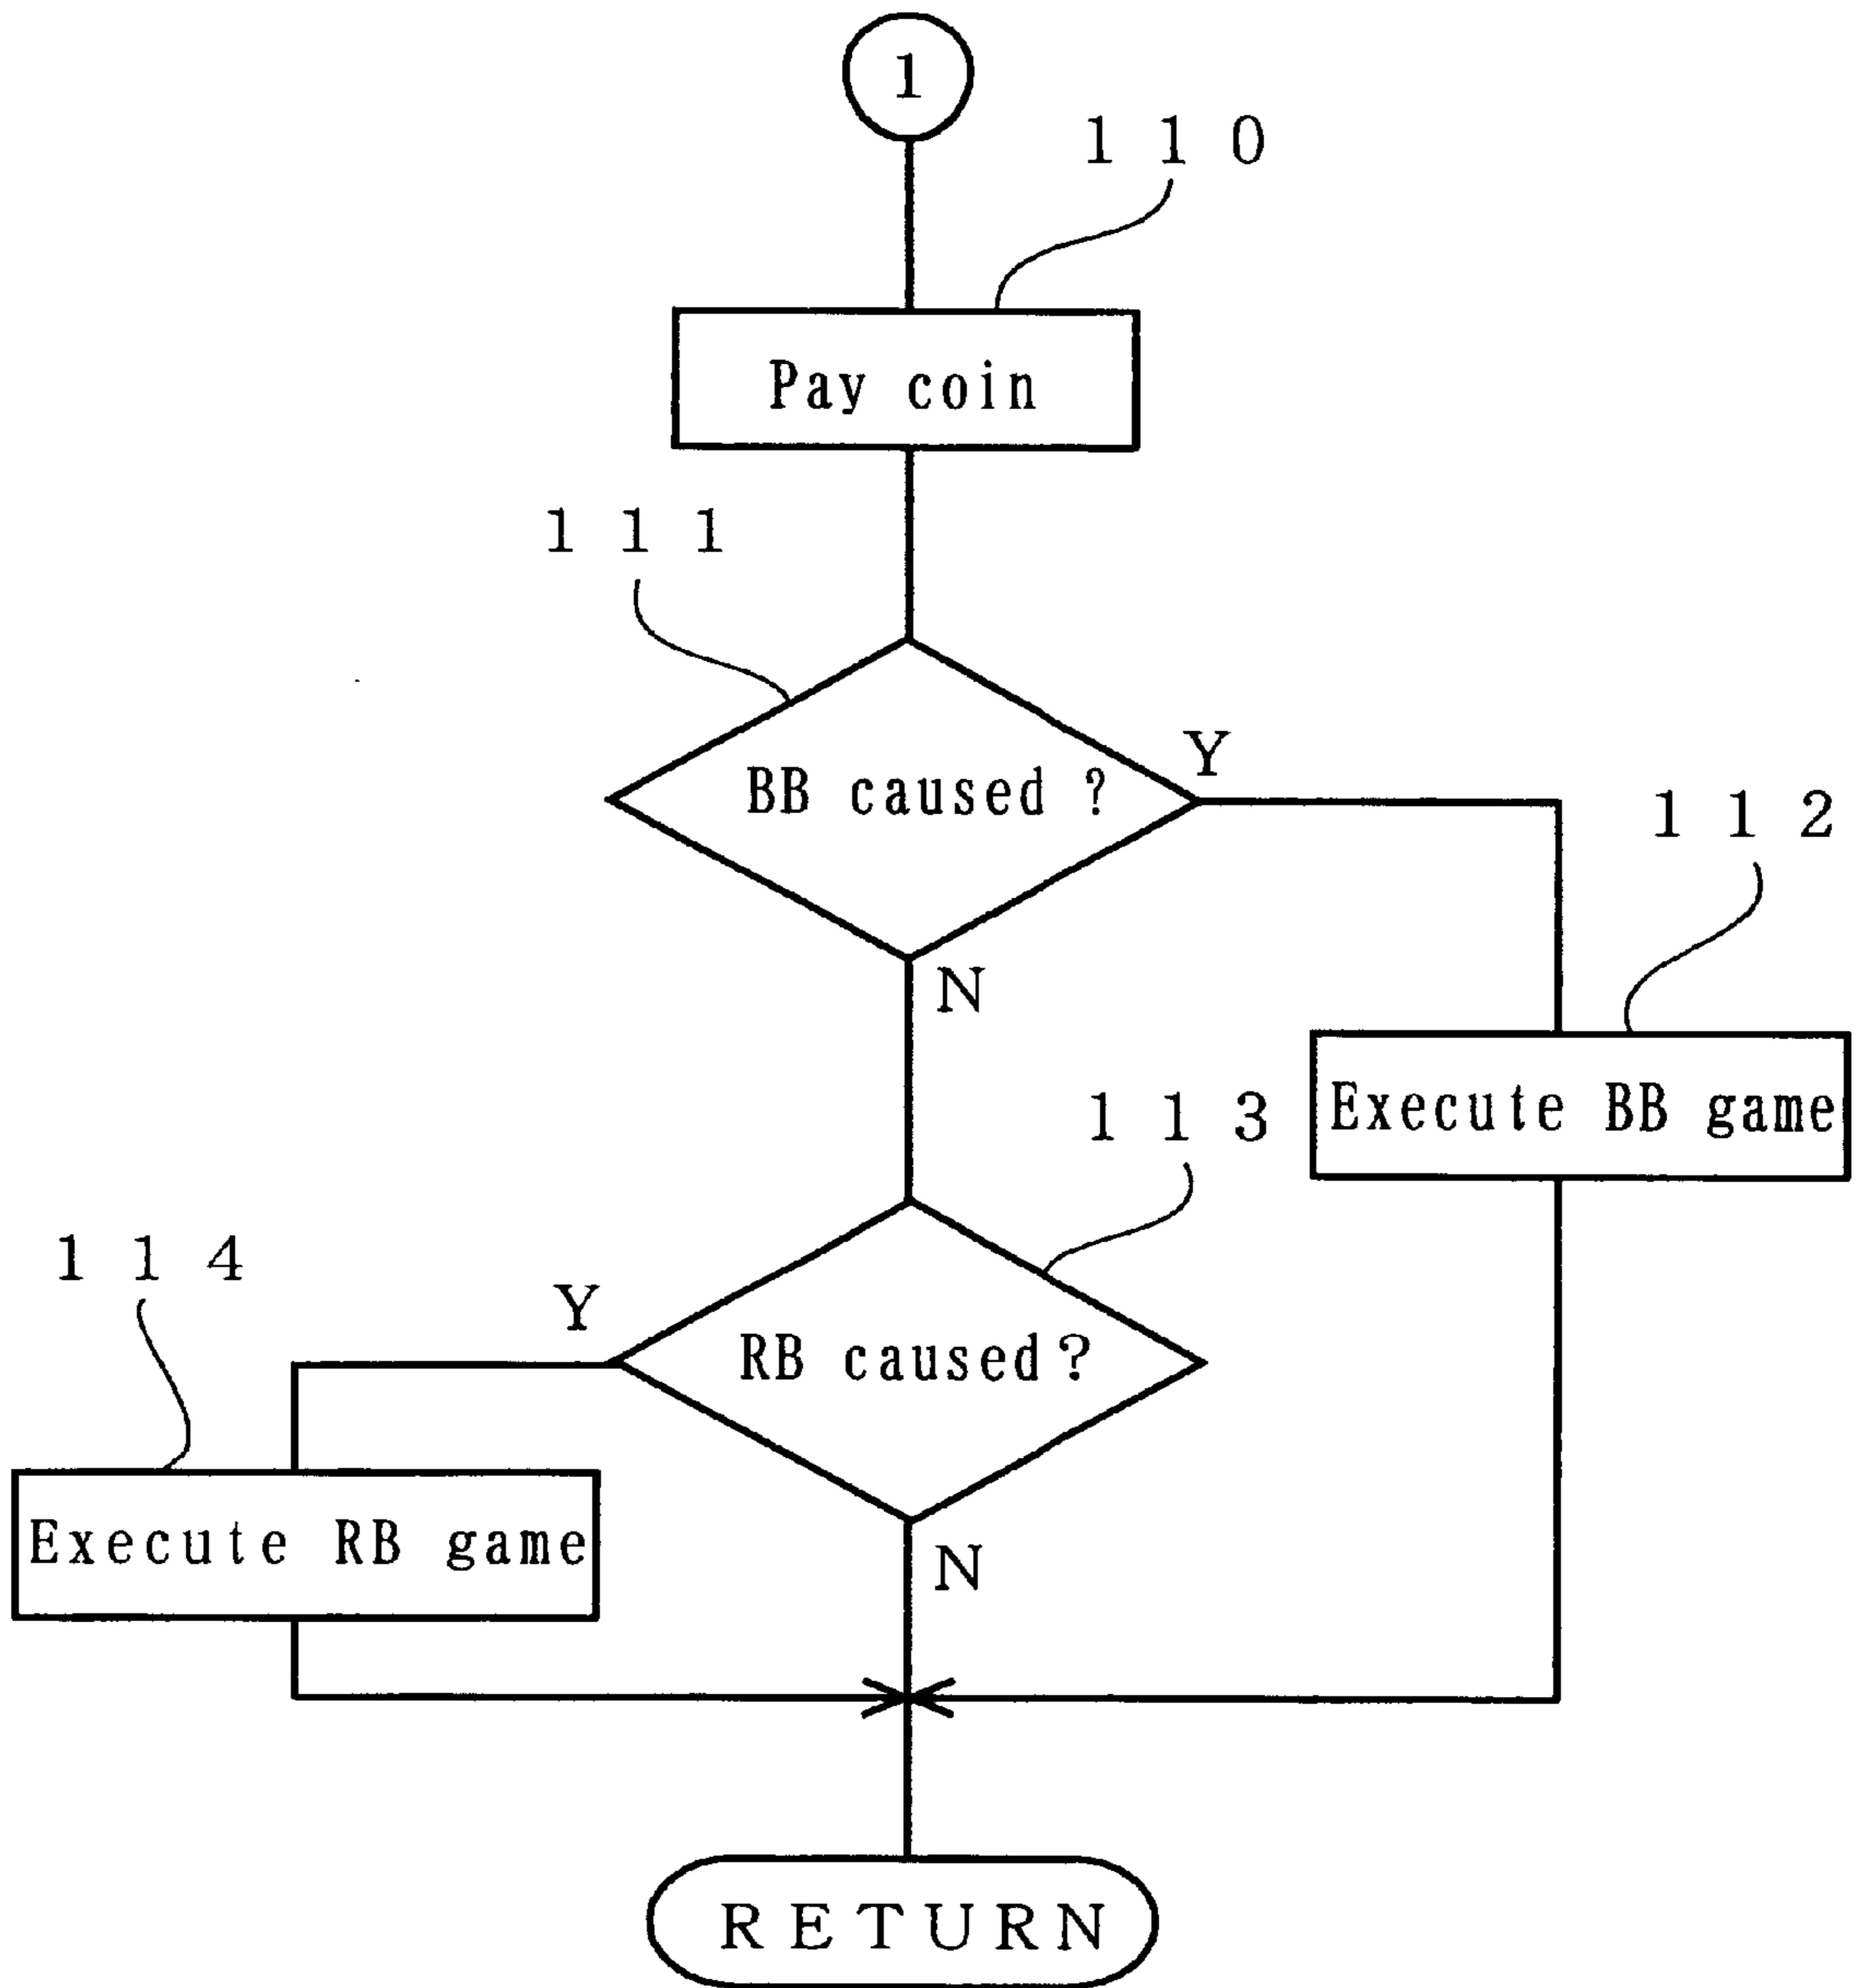 1
110
Pay coin
111
BB caused ?
Y
112
N
Execute BB game
113
114
Y
RB caused?
Execute RB game
N
RETURN